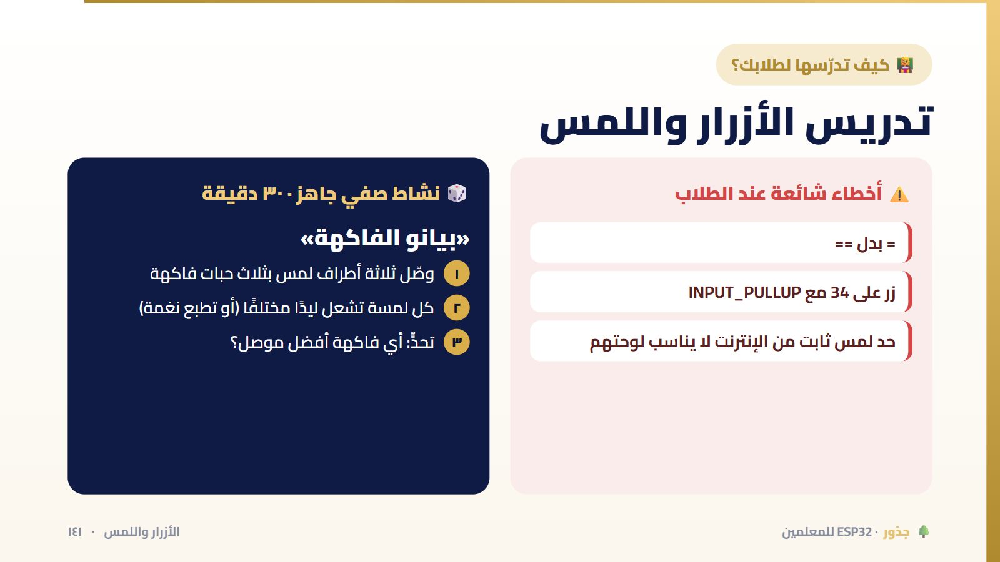 كيف تدرّسها لطلابك؟
تدريس الأزرار واللمس
أخطاء شائعة عند الطلاب
= بدل ==
زر على 34 مع INPUT_PULLUP
حد لمس ثابت من الإنترنت لا يناسب لوحتهم
نشاط صفي جاهز · ٣٠ دقيقة
«بيانو الفاكهة»
١ وصّل ثلاثة أطراف لمس بثلاث حبات فاكهة
٢ كل لمسة تشعل ليدًا مختلفًا (أو تطبع نغمة)
٣ تحدٍّ: أي فاكهة أفضل موصل؟
جذور · ESP32 للمعلمين
الأزرار واللمس · ١٤١